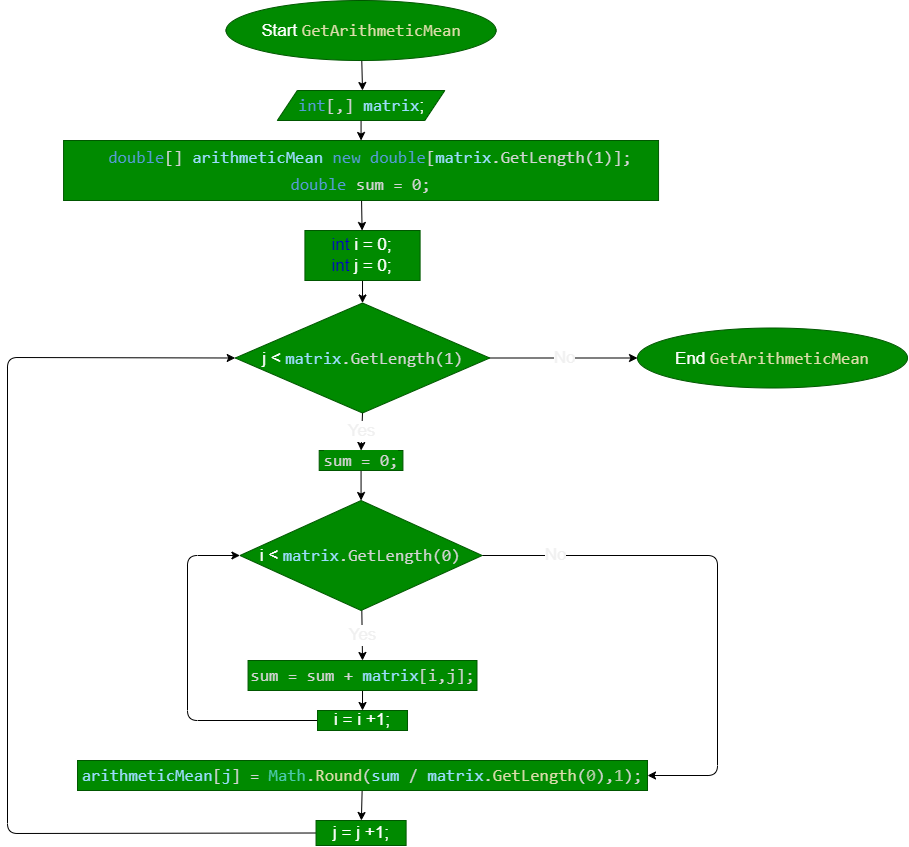 Start GetArithmeticMean
int[,] matrix;
double[] arithmeticMean new double[matrix.GetLength(1)];
double sum = 0;
int i = 0;
int j = 0;
j < matrix.GetLength(1)
No
End GetArithmeticMean
Yes
sum = 0;
i < matrix.GetLength(0)
No
Yes
sum = sum + matrix[i,j];
i = i +1;
arithmeticMean[j] = Math.Round(sum / matrix.GetLength(0),1);
j = j +1;